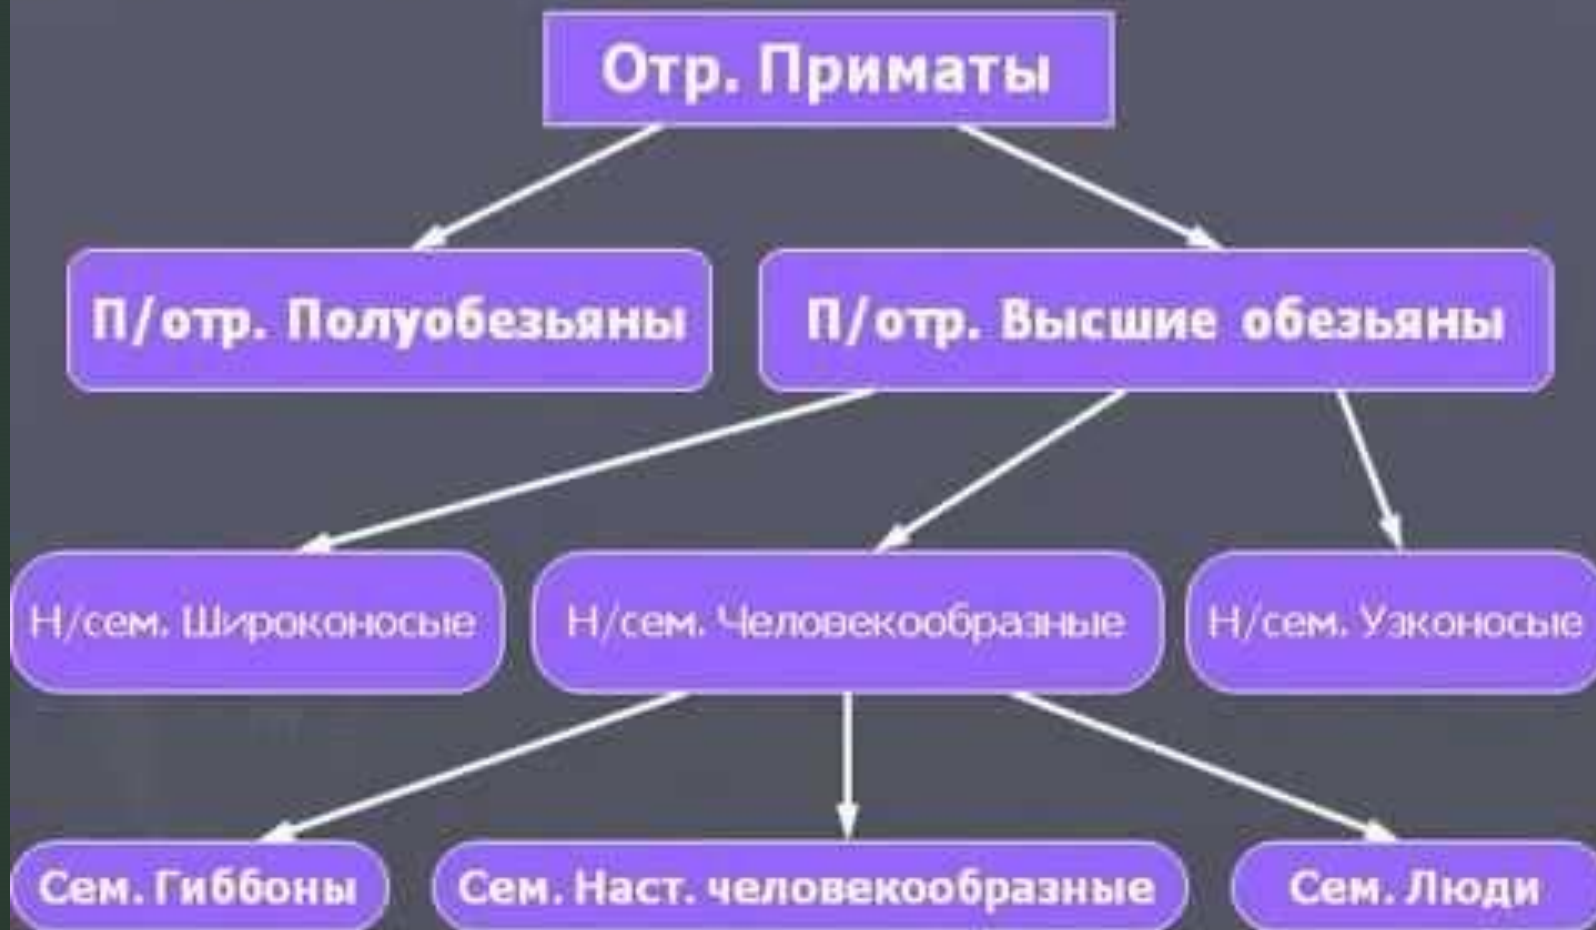 Отр. Приматы
П/отр. Полуобезьяны
П/отр. Высшие обезьяны
Н/сем. Широконосые
Н/сем. Человекообразные
Н/сем. Узконосые
Сем. Гиббоны
Сем. Наст. человекообразные
Сем. Люди